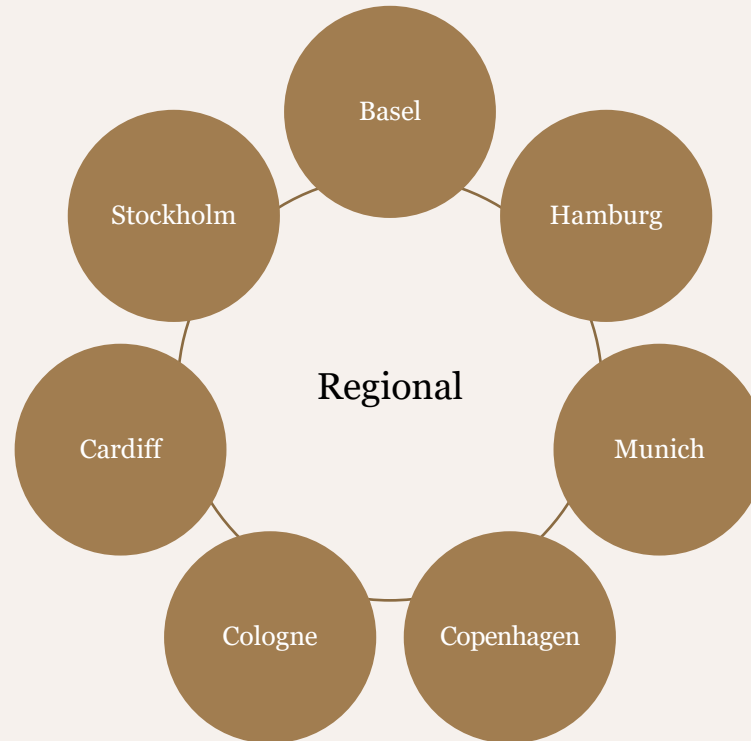 Basel
Stockholm
Hamburg
Regional
Cardiff
Munich
Cologne
Copenhagen